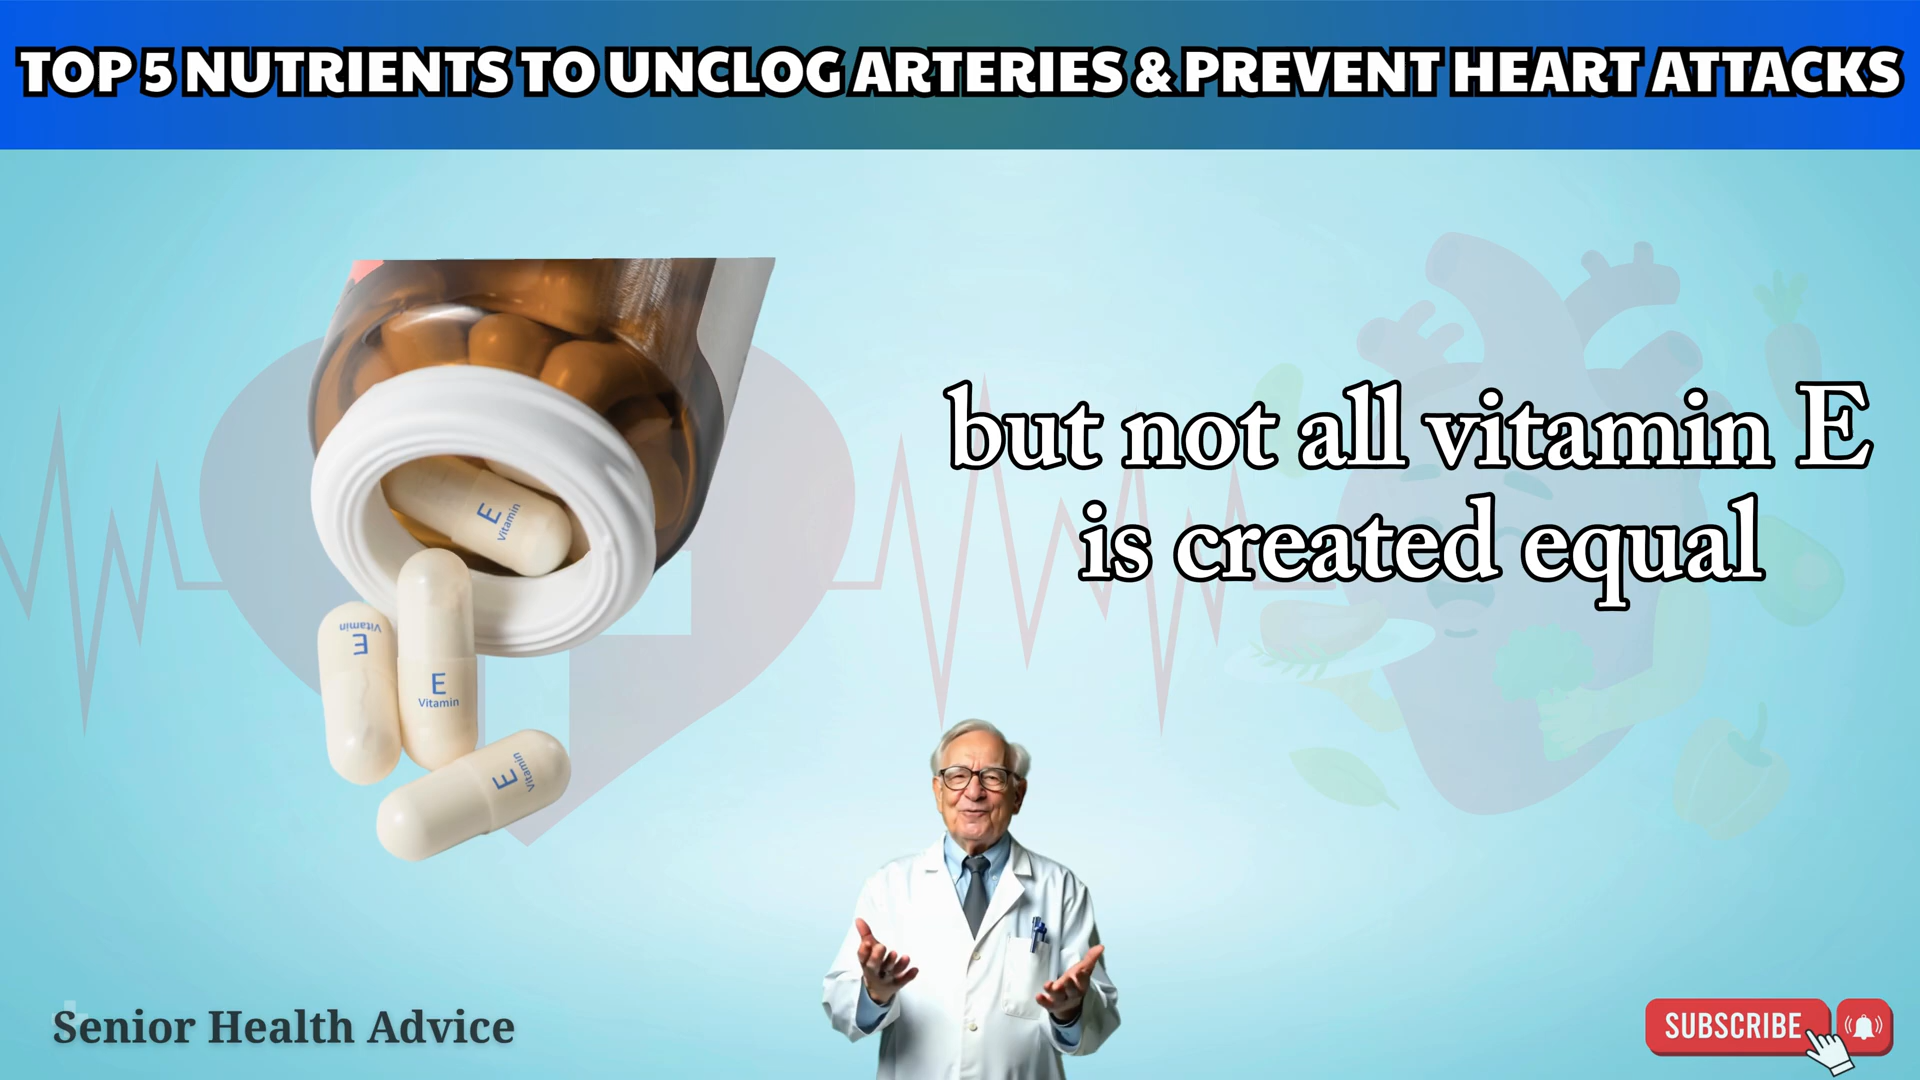 TOP 5 NUTRIENTS TO UNCLOG ARTERIES & PREVENT HEART ATTACKS
but not all vitamin E
is created equal
E
Vitamin
Vitamin
E
E
Vitamin
E
Vitamin
Senior Health Advice
SUBSCRIBE